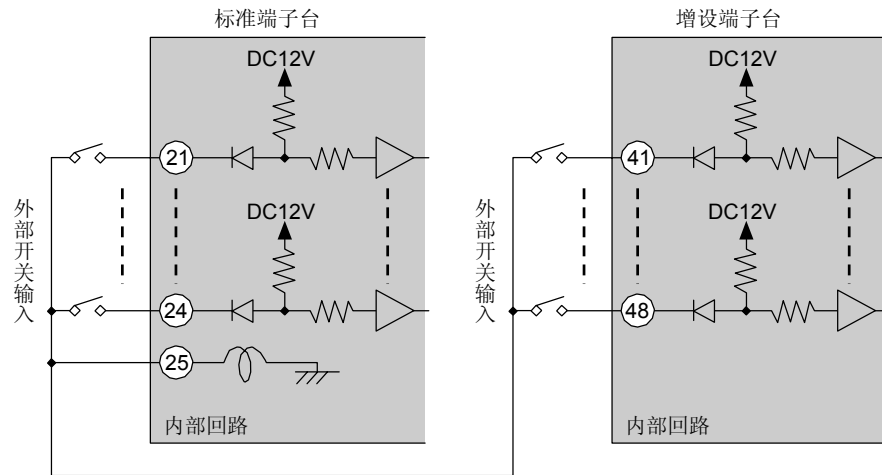 标准端子台
增设端子台
DC12V
DC12V
21
41
外部开关输入
DC12V
外部开关输入
DC12V
24
48
25
内部回路
内部回路